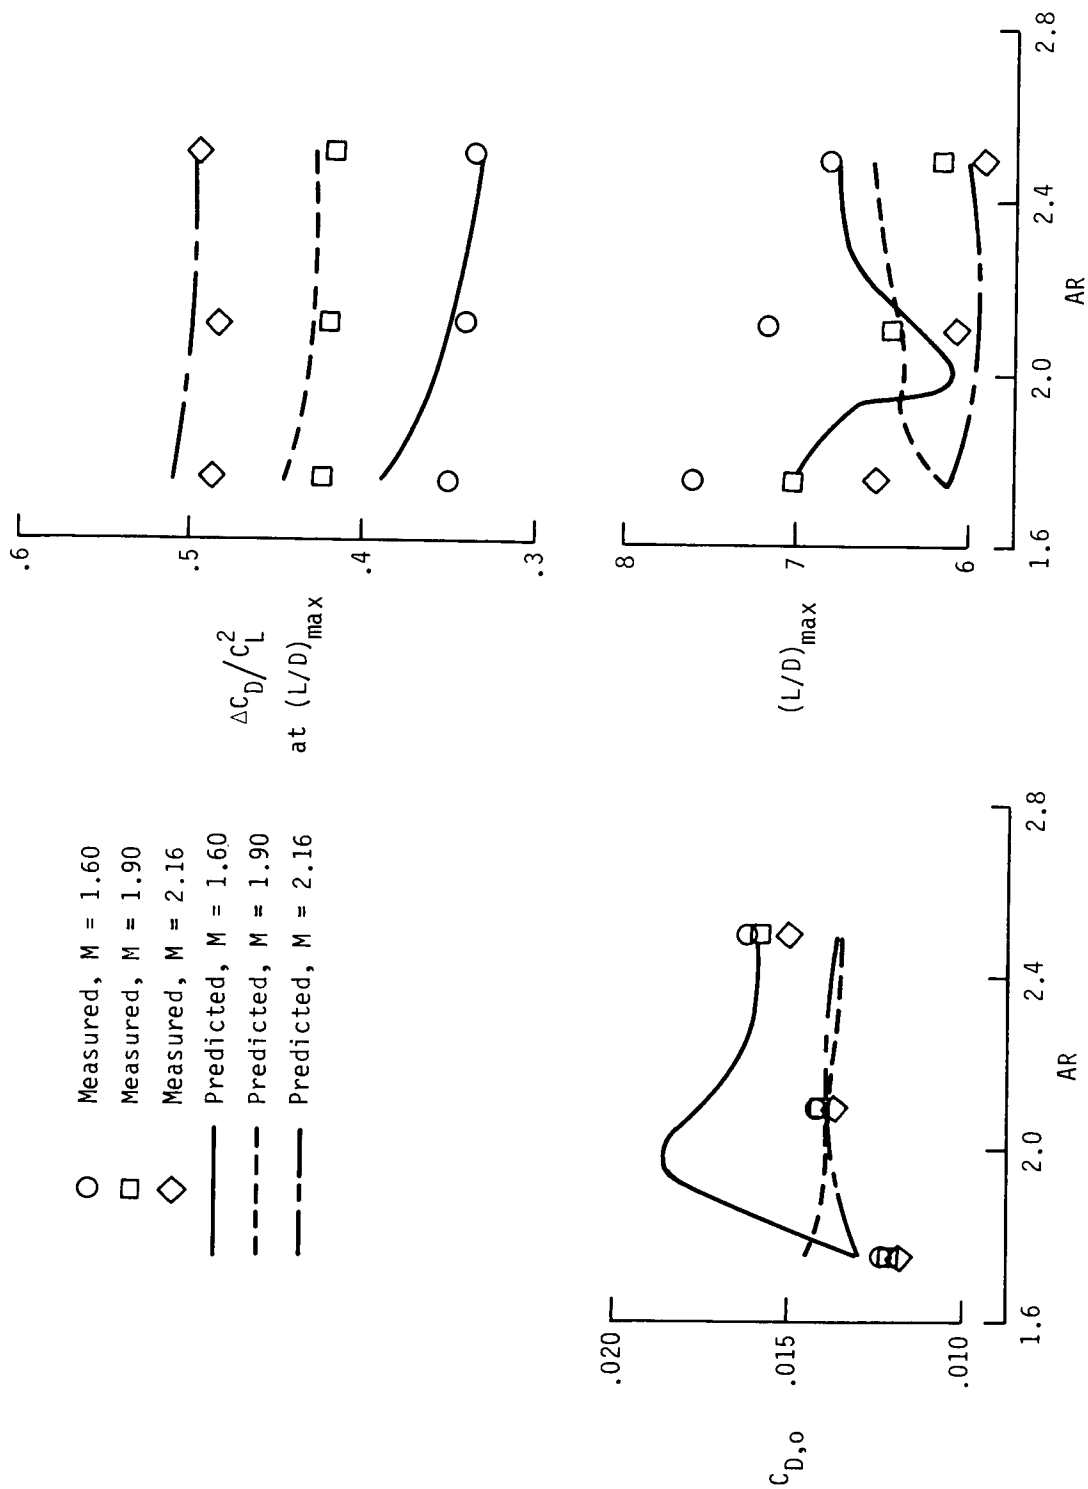 Measured, M = 1.60
Measured, M = 1.90
Measured, M = 2.16
Predicted, M = 1.60
Predicted, M = 1.90
Predicted, M = 2.16
.6
.5
.4
.3
ΔC_D/C_L^2
at (L/D)_max
8
7
6
(L/D)_max
1.6
2.0
2.4
2.8
AR
.020
.015
.010
C_D,o
1.6
2.0
2.4
2.8
AR